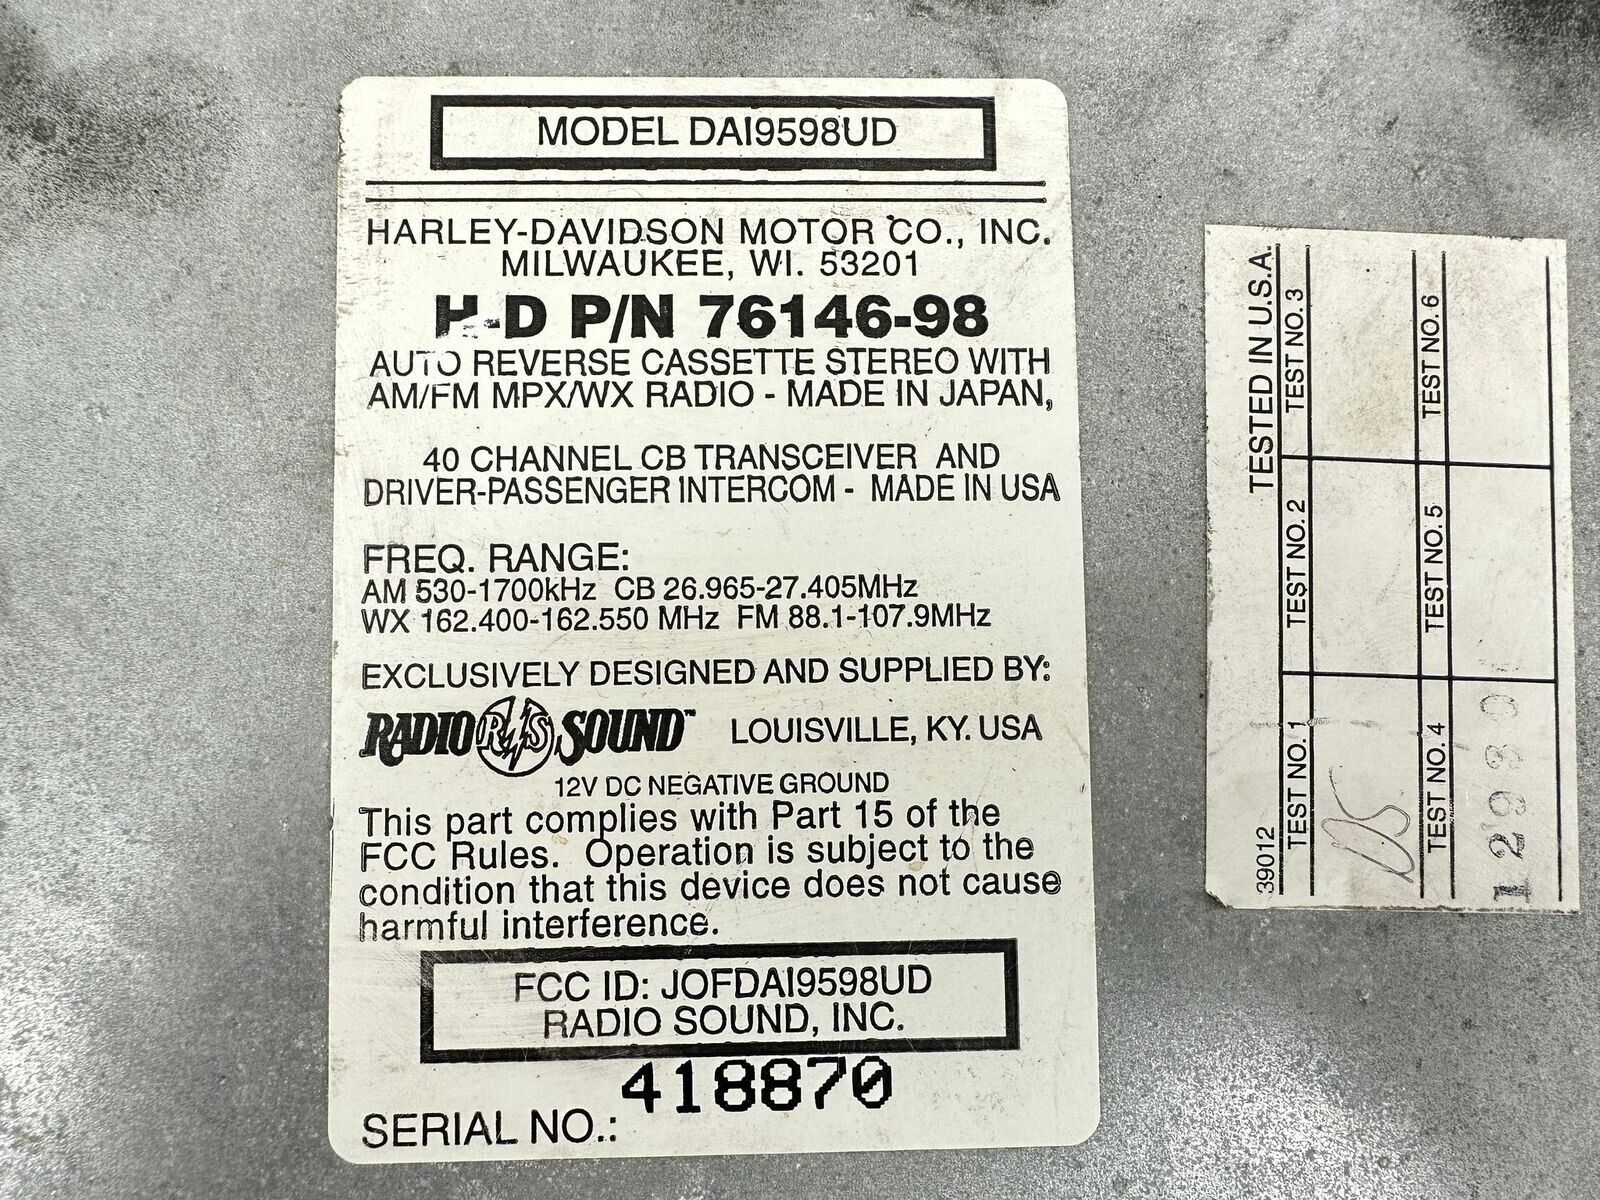 MODEL DAI9598UD
HARLEY-DAVIDSON MOTOR CO., INC.
MILWAUKEE, WI. 53201
H-D P/N 76146-98
AUTO REVERSE CASSETTE STEREO WITH
AM/FM MPX/WX RADIO - MADE IN JAPAN,
40 CHANNEL CB TRANSCEIVER AND
DRIVER-PASSENGER INTERCOM - MADE IN USA
FREQ. RANGE:
AM 530-1700kHz CB 26.965-27.405MHz
WX 162.400-162.550 MHz FM 88.1-107.9MHz
EXCLUSIVELY DESIGNED AND SUPPLIED BY:
RADIO R/S SOUND™ LOUISVILLE, KY. USA
12V DC NEGATIVE GROUND
This part complies with Part 15 of the
FCC Rules. Operation is subject to the
condition that this device does not cause
harmful interference.
FCC ID: JOFDAI9598UD
RADIO SOUND, INC.
418870
SERIAL NO.:
39012 TESTED IN U.S.A.
TEST NO. 1 TEST NO. 2 TEST NO. 3
DS
TEST NO. 4 TEST NO. 5 TEST NO. 6
12980